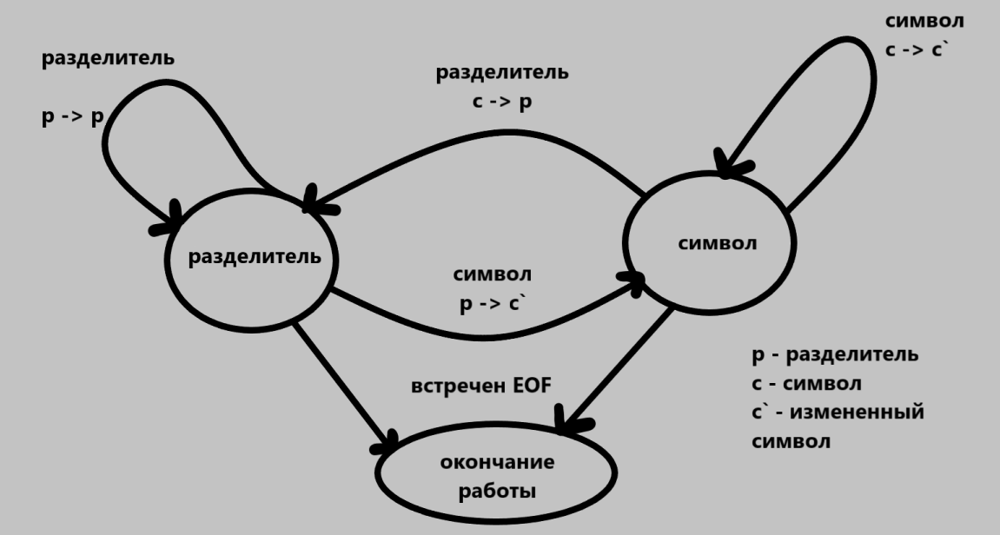 символ
с -> с`
разделитель
р -> р
разделитель
с -> р
разделитель
символ
символ
р -> с`
р - разделитель
с - символ
с` - измененный
символ
встречен EOF
окончание
работы